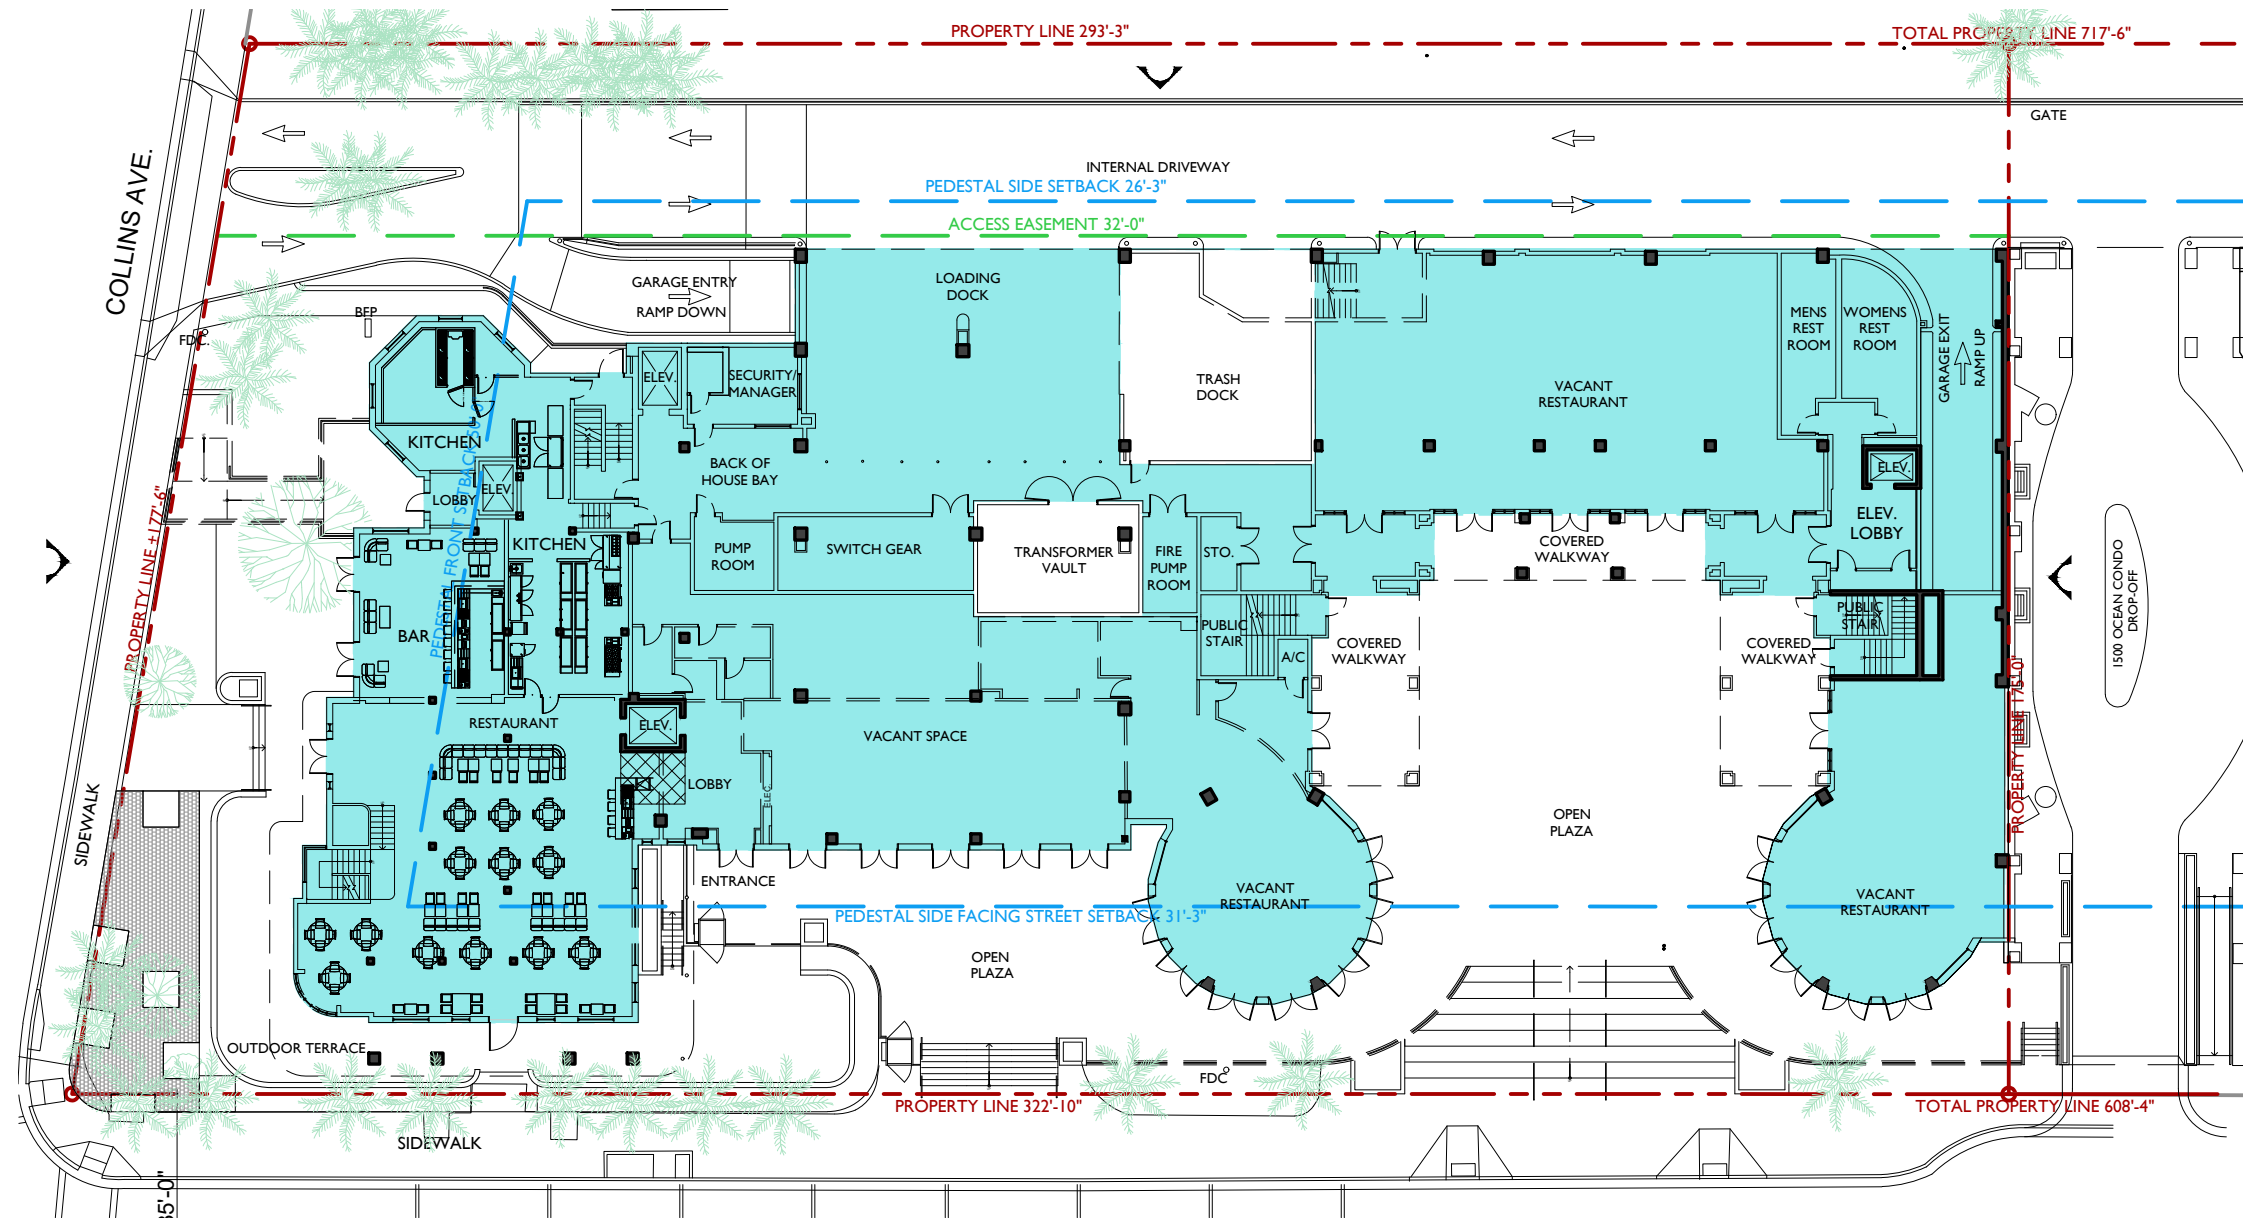 PROPERTY LINE 293'-3"
TOTAL PROPERTY LINE 717'-6"
GATE
COLLINS AVE.
INTERNAL DRIVEWAY
PEDESTAL SIDE SETBACK 26'-3"
ACCESS EASEMENT 32'-0"
GARAGE ENTRY
RAMP DOWN
LOADING
DOCK
BFP
FDC
MENS
REST
ROOM
WOMENS
REST
ROOM
GARAGE EXIT
RAMP UP
ELEV.
SECURITY/
MANAGER
TRASH
DOCK
VACANT
RESTAURANT
KITCHEN
BACK OF
HOUSE BAY
ELEV.
LOBBY
ELEV.
PEDESTAL FRONT SETBACK
PROPERTY LINE ±177'-6"
ELEV.
LOBBY
KITCHEN
PUMP
ROOM
SWITCH GEAR
TRANSFORMER
VAULT
FIRE
PUMP
ROOM
STO.
COVERED
WALKWAY
1500 OCEAN CONDO
DROP-OFF
BAR
PUBLIC
STAIR
A/C
COVERED
WALKWAY
COVERED
WALKWAY
PUBLIC
STAIR
RESTAURANT
ELEV.
VACANT SPACE
PROPERTY LINE 175'-0"
LOBBY
ELEC.
SIDEWALK
OPEN
PLAZA
ENTRANCE
VACANT
RESTAURANT
VACANT
RESTAURANT
PEDESTAL SIDE FACING STREET SETBACK 31'-3"
OPEN
PLAZA
OUTDOOR TERRACE
FDC
PROPERTY LINE 322'-10"
TOTAL PROPERTY LINE 608'-4"
SIDEWALK
35'-0"